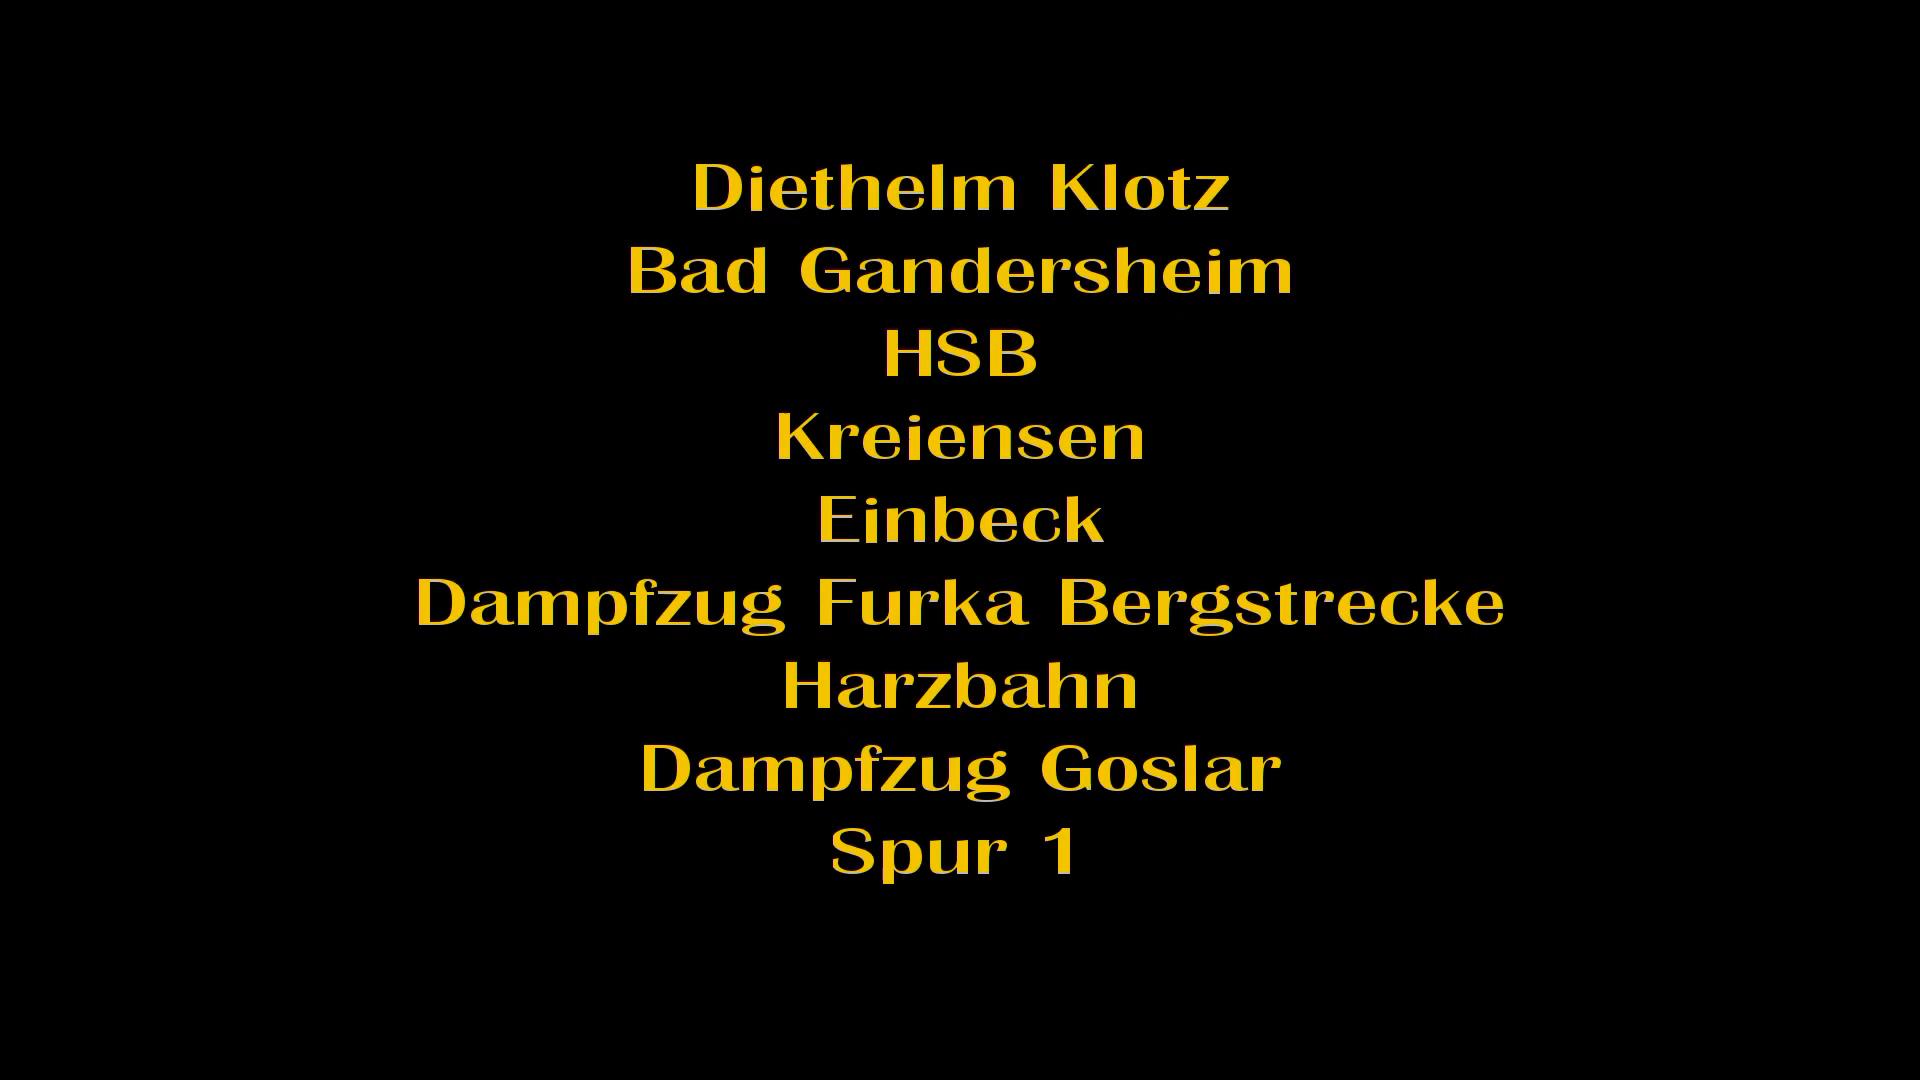 Diethelm Klotz
Bad Gandersheim
HSB
Kreiensen
Einbeck
Dampfzug Furka Bergstrecke
Harzbahn
Dampfzug Goslar
Spur 1